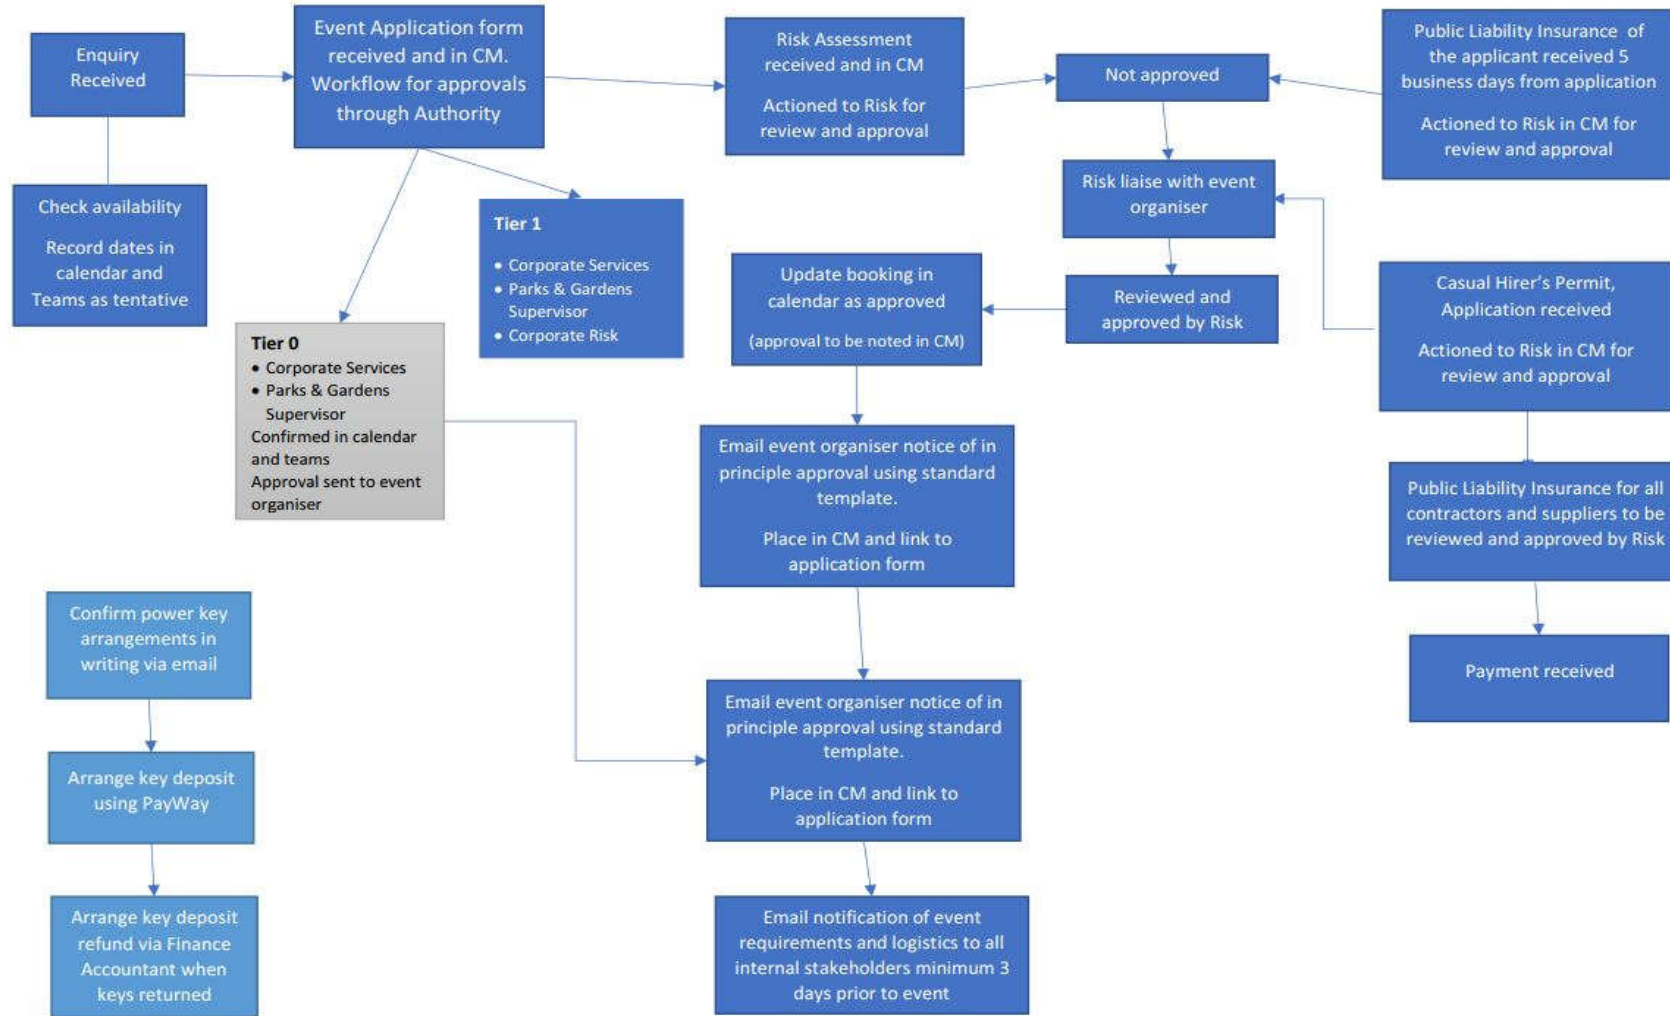 Enquiry
Received
Check availability
Record dates in
calendar and
Teams as tentative
Event Application form
received and in CM.
Workflow for approvals
through Authority
Tier 0
• Corporate Services
• Parks & Gardens
Supervisor
Confirmed in calendar
and teams
Approval sent to event
organiser
Tier 1
• Corporate Services
• Parks & Gardens
Supervisor
• Corporate Risk
Risk Assessment
received and in CM
Actioned to Risk for
review and approval
Not approved
Risk liaise with event
organiser
Reviewed and
approved by Risk
Update booking in
calendar as approved
(approval to be noted in CM)
Email event organiser notice of in
principle approval using standard
template.
Place in CM and link to
application form
Email event organiser notice of in
principle approval using standard
template.
Place in CM and link to
application form
Email notification of event
requirements and logistics to all
internal stakeholders minimum 3
days prior to event
Public Liability Insurance of
the applicant received 5
business days from application
Actioned to Risk in CM for
review and approval
Casual Hirer's Permit,
Application received
Actioned to Risk in CM for
review and approval
Public Liability Insurance for all
contractors and suppliers to be
reviewed and approved by Risk
Payment received
Confirm power key
arrangements in
writing via email
Arrange key deposit
using PayWay
Arrange key deposit
refund via Finance
Accountant when
keys returned